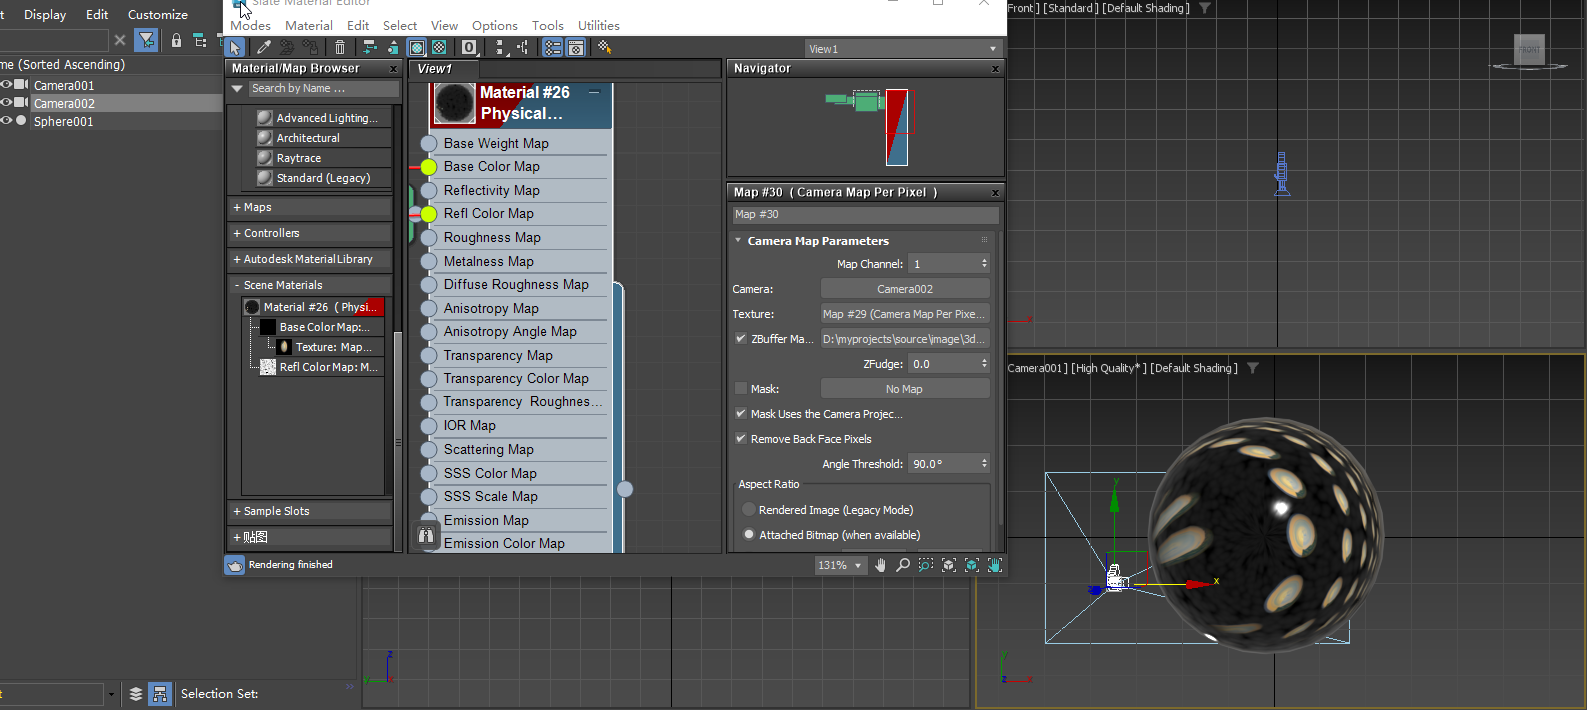 t Display Edit Customize
me (Sorted Ascending)
Camera001
Camera002
Sphere001
Selection Set:
Slate Material Editor
Modes Material Edit Select View Options Tools Utilities
View1
Material/Map Browser x
Search by Name ...
Advanced Lighting...
Architectural
Raytrace
Standard (Legacy)
+ Maps
+ Controllers
+ Autodesk Material Library
- Scene Materials
Material #26 ( Physi...
Base Color Map:...
Texture: Map...
Refl Color Map: M...
+ Sample Slots
+ 贴图
Rendering finished
View1
Material #26
Physical...
Base Weight Map
Base Color Map
Reflectivity Map
Refl Color Map
Roughness Map
Metalness Map
Diffuse Roughness Map
Anisotropy Map
Anisotropy Angle Map
Transparency Map
Transparency Color Map
Transparency Roughnes...
IOR Map
Scattering Map
SSS Color Map
SSS Scale Map
Emission Map
Emission Color Map
Navigator x
Map #30 ( Camera Map Per Pixel ) x
Map #30
Camera Map Parameters
Map Channel: 1
Camera: Camera002
Texture: Map #29 (Camera Map Per Pixe...
ZBuffer Ma... D:\myprojects\source\image\3d...
ZFudge: 0.0
Mask: No Map
Mask Uses the Camera Projec...
Remove Back Face Pixels
Angle Threshold: 90.0°
Aspect Ratio
Rendered Image (Legacy Mode)
Attached Bitmap (when available)
131%
Front ] [Standard ] [Default Shading ]
FRONT
x
Camera001 ] [High Quality* ] [Default Shading ]
y
x
y
z x
z
y x